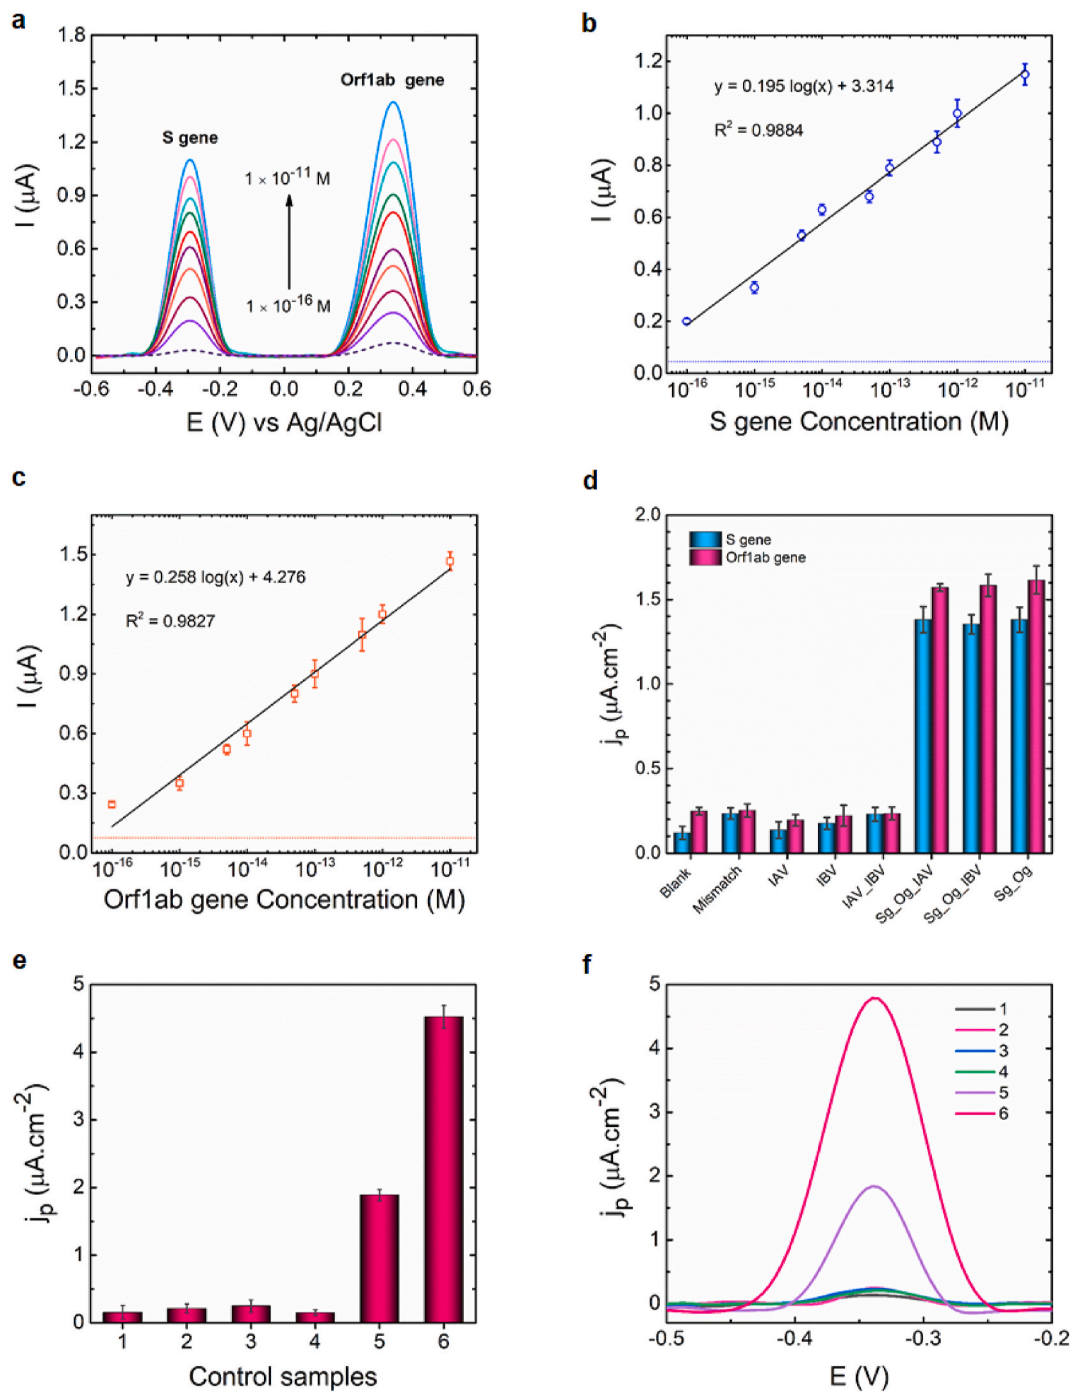 a
1.8
1.5
1.2
0.9
0.6
0.3
0.0
I (μA)
S gene
Orf1ab gene
1 × 10⁻¹¹ M
1 × 10⁻¹⁶ M
-0.6 -0.4 -0.2 0.0 0.2 0.4 0.6
E (V) vs Ag/AgCl
b
1.2
1.0
0.8
0.6
0.4
0.2
0.0
I (μA)
y = 0.195 log(x) + 3.314
R² = 0.9884
10⁻¹⁶ 10⁻¹⁵ 10⁻¹⁴ 10⁻¹³ 10⁻¹² 10⁻¹¹
S gene Concentration (M)
c
1.5
1.2
0.9
0.6
0.3
0.0
I (μA)
y = 0.258 log(x) + 4.276
R² = 0.9827
10⁻¹⁶ 10⁻¹⁵ 10⁻¹⁴ 10⁻¹³ 10⁻¹² 10⁻¹¹
Orf1ab gene Concentration (M)
d
2.0
1.5
1.0
0.5
0.0
jp (μA.cm⁻²)
S gene
Orf1ab gene
Blank
Mismatch
IAV
IBV
IAV_IBV
Sg_Og_IAV
Sg_Og_IBV
Sg_Og
e
5
4
3
2
1
0
jp (μA.cm⁻²)
1 2 3 4 5 6
Control samples
f
5
4
3
2
1
0
jp (μA.cm⁻²)
1
2
3
4
5
6
-0.5 -0.4 -0.3 -0.2
E (V)